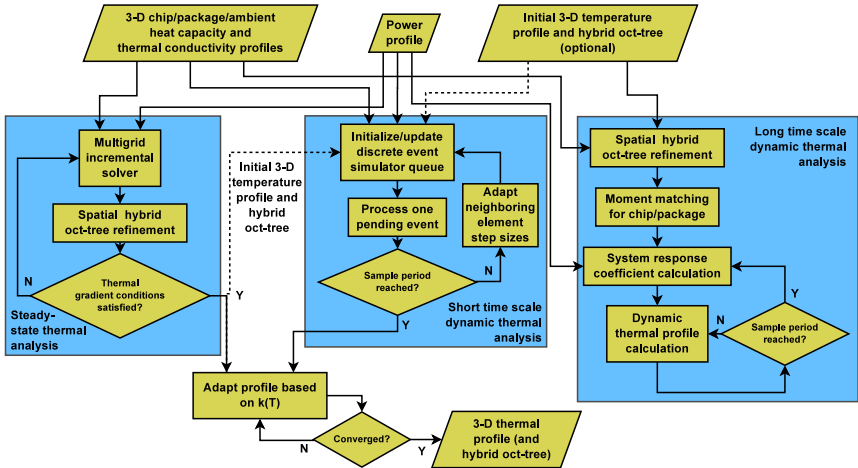 3-D chip/package/ambient
heat capacity and
thermal conductivity profiles
Power
profile
Initial 3-D temperature
profile and hybrid oct-tree
(optional)
Multigrid
incremental
solver
Spatial hybrid
oct-tree refinement
N
Thermal
gradient conditions
satisfied?
Y
Steady-
state thermal
analysis
Initial 3-D
temperature
profile and
hybrid
oct-tree
Initialize/update
discrete event
simulator queue
Process one
pending event
Adapt
neighboring
element
step sizes
Sample period
reached?
N
Y
Short time scale
dynamic thermal
analysis
Long time scale
dynamic thermal
analysis
Spatial hybrid
oct-tree refinement
Moment matching
for chip/package
System response
coefficient calculation
Y
Dynamic
thermal profile
calculation
N
Sample period
reached?
Adapt profile based
on k(T)
N
Converged?
Y
3-D thermal
profile (and
hybrid oct-tree)